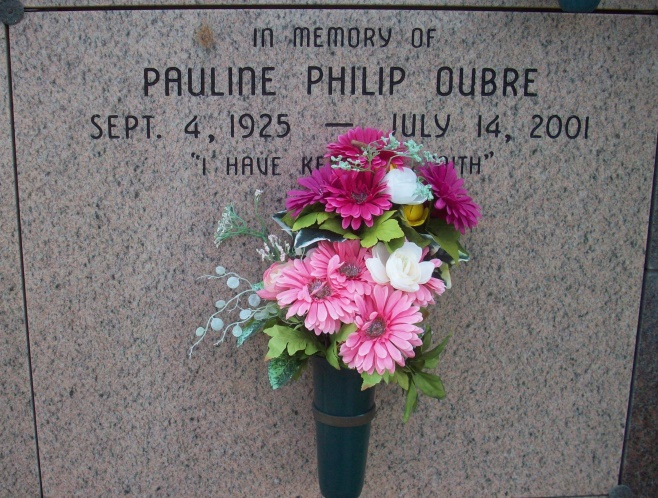 IN MEMORY OF
PAULINE PHILIP OUBRE
SEPT. 4, 1925 — JULY 14, 2001
"I HAVE